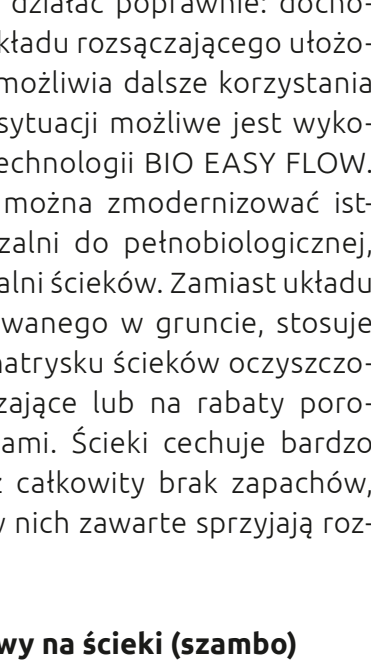 działać poprawnie: docho-
kładu rozsączającego ułożo-
możliwia dalsze korzystania
sytuacji możliwe jest wyko-
echnologii BIO EASY FLOW.
można zmodernizować ist-
zalni do pełnobiologicznej,
alni ścieków. Zamiast układu
wanego w gruncie, stosuje
natrysku ścieków oczyszczo-
zające lub na rabaty poro-
ami. Ścieki cechuje bardzo
z całkowity brak zapachów,
w nich zawarte sprzyjają roz-
wy na ścieki (szambo)